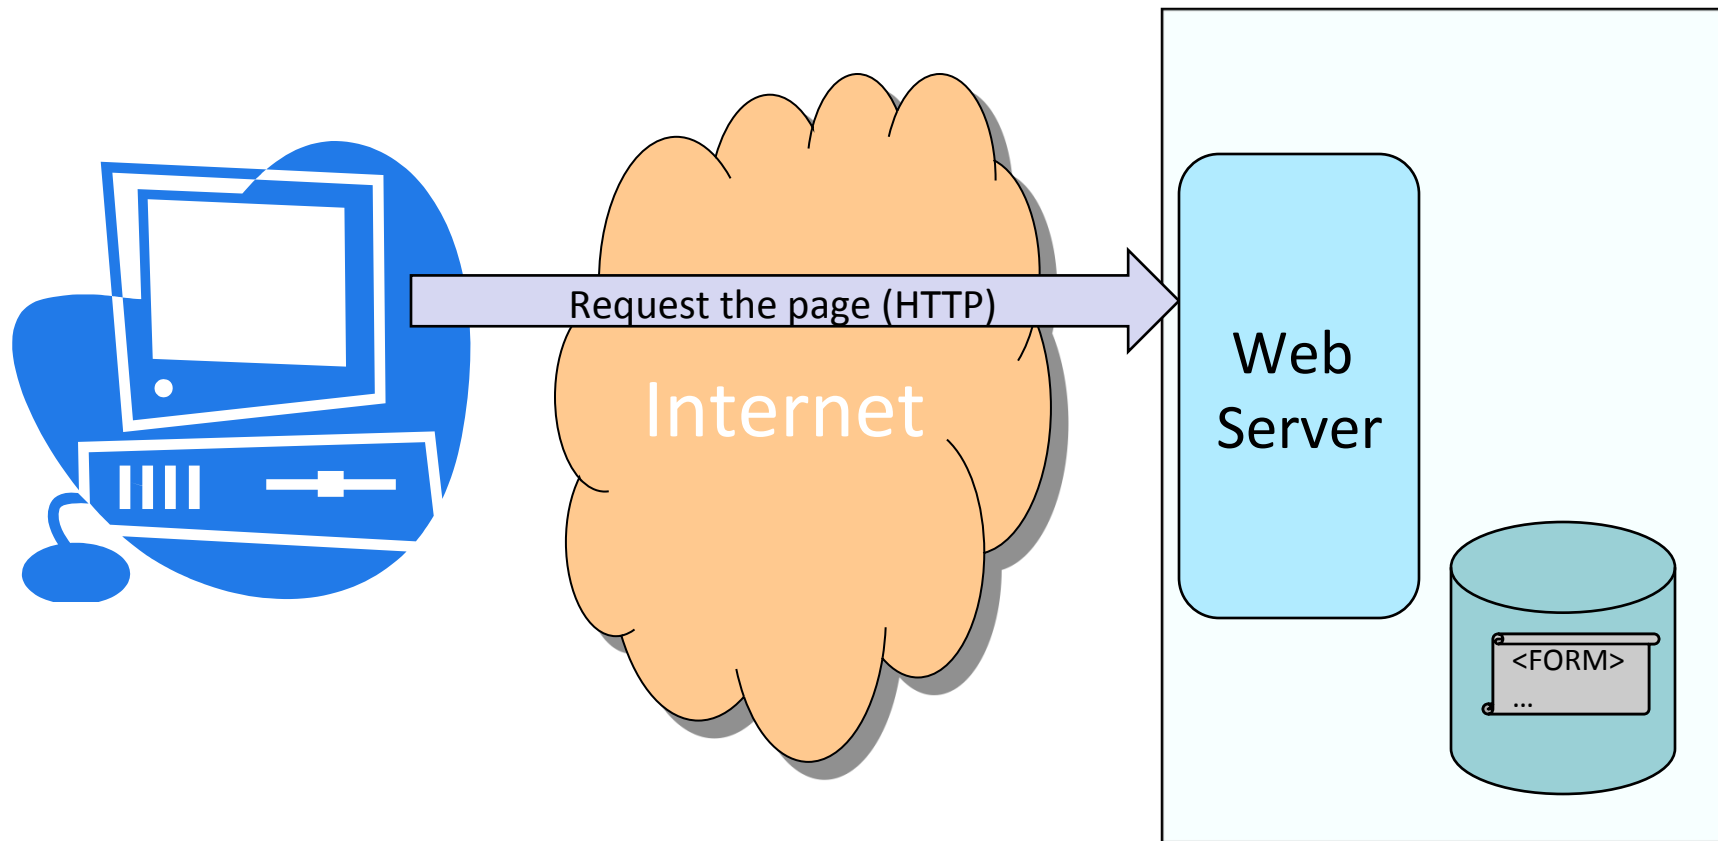 Request the page (HTTP)
Internet
Web
Server
<FORM>
...